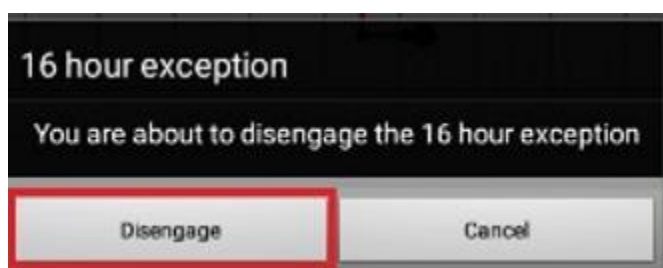 16 hour exception
You are about to disengage the 16 hour exception
Disengage Cancel